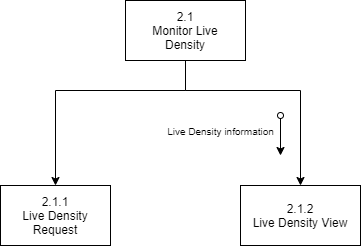 2.1
Monitor Live
Density
Live Density information
2.1.1
Live Density
Request
2.1.2
Live Density View